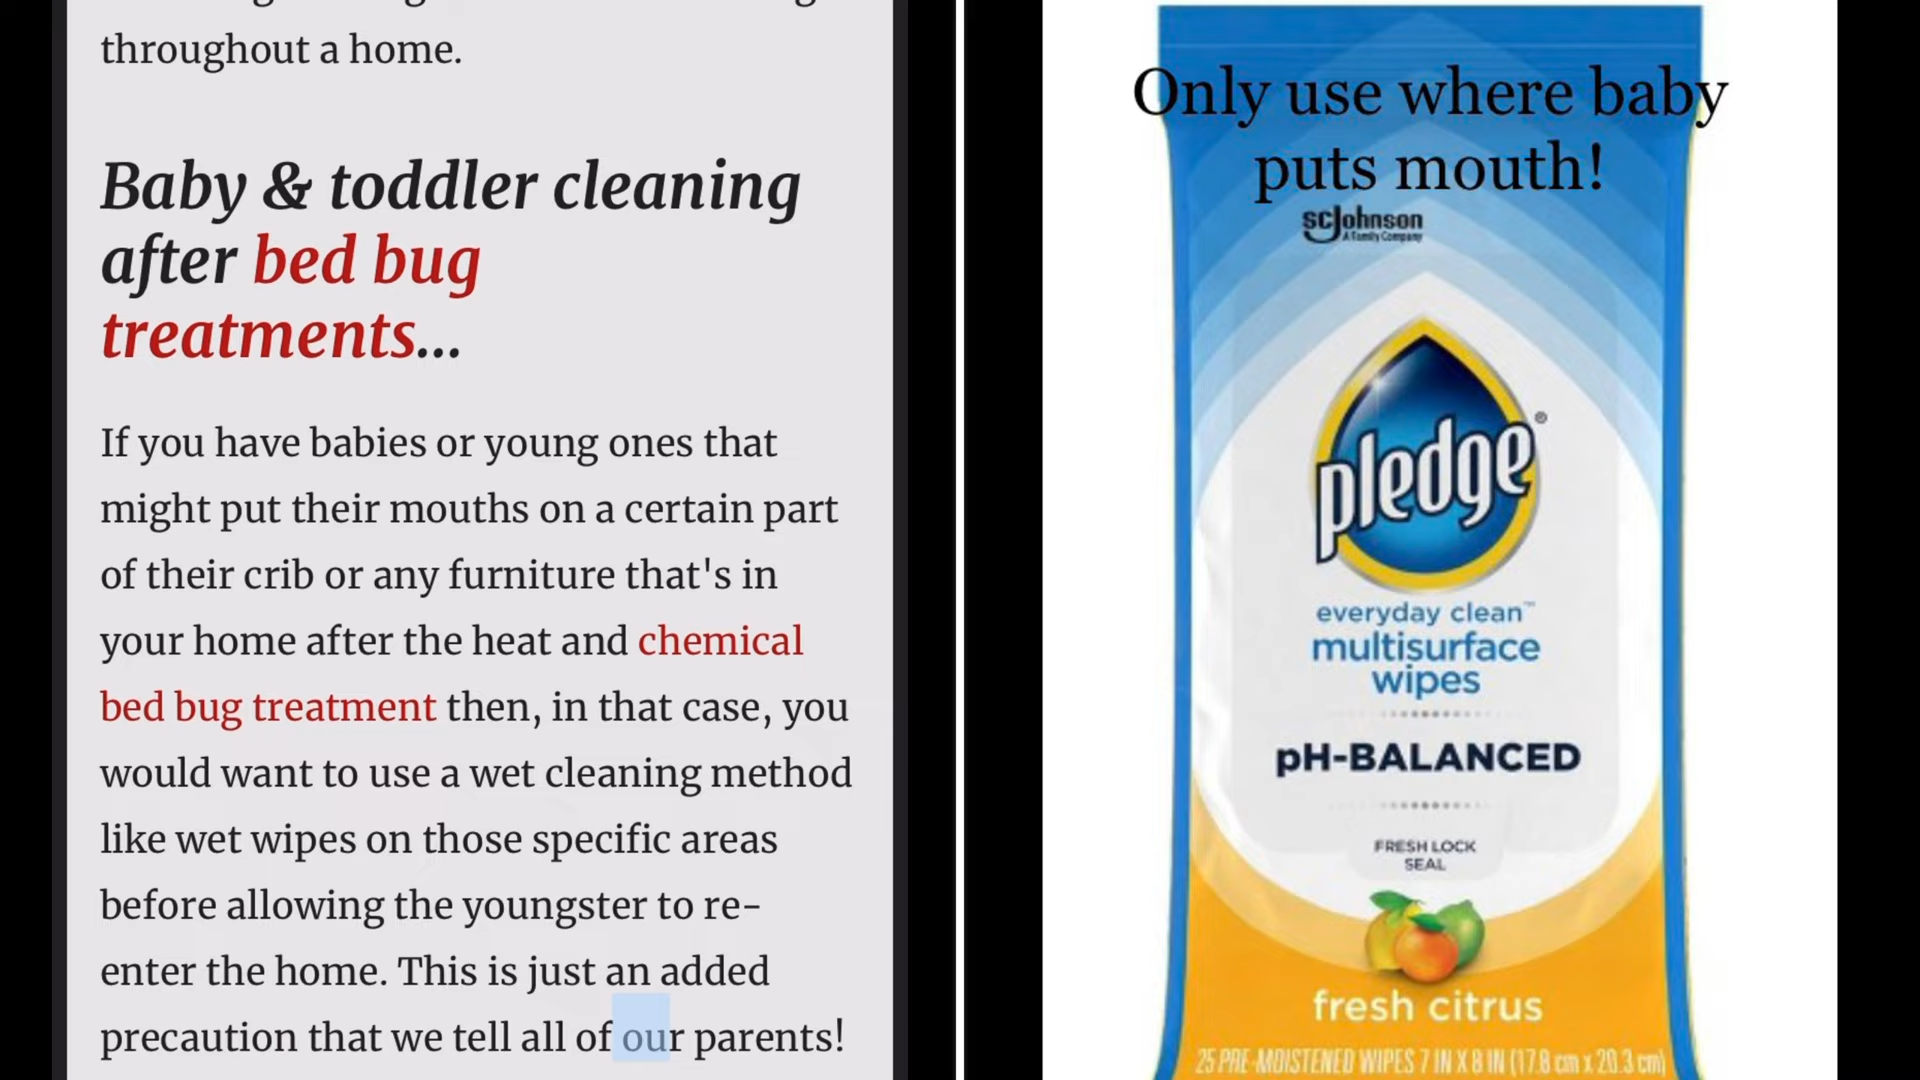 throughout a home.
Baby & toddler cleaning
after bed bug
treatments...
If you have babies or young ones that
might put their mouths on a certain part
of their crib or any furniture that's in
your home after the heat and chemical
bed bug treatment then, in that case, you
would want to use a wet cleaning method
like wet wipes on those specific areas
before allowing the youngster to re-
enter the home. This is just an added
precaution that we tell all of our parents!
Only use where baby
puts mouth!
scJohnson
A Family Company
pledge®
everyday clean™
multisurface
wipes
pH-BALANCED
FRESH LOCK
SEAL
fresh citrus
25 PRE-MOISTENED WIPES 7 IN X 8 IN (17.8 cm x 20.3 cm)